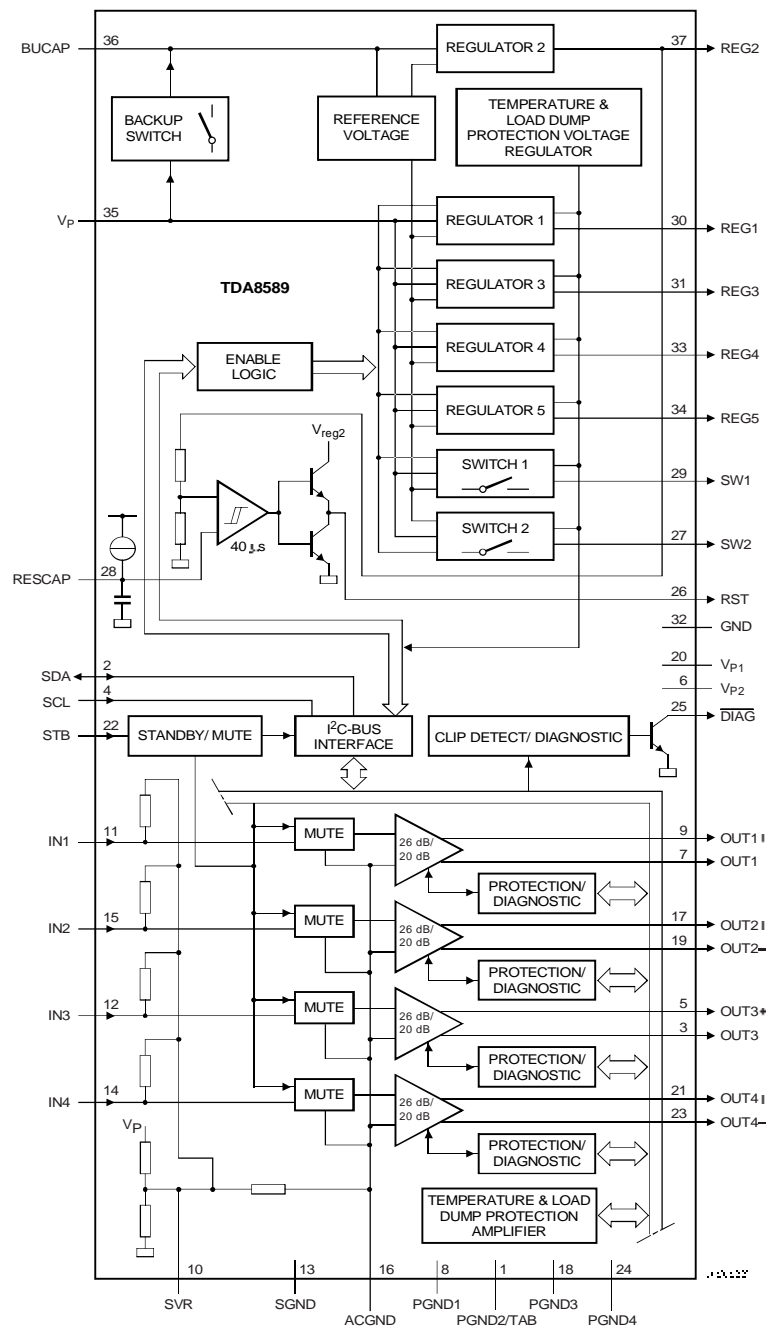 BUCAP
36
REGULATOR 2
37
REG2
BACKUP
SWITCH
REFERENCE
VOLTAGE
TEMPERATURE &
LOAD DUMP
PROTECTION VOLTAGE
REGULATOR
VP
35
REGULATOR 1
30
REG1
TDA8589
REGULATOR 3
31
REG3
ENABLE
LOGIC
REGULATOR 4
33
REG4
REGULATOR 5
34
REG5
Vreg2
SWITCH 1
29
SW1
40 µs
SWITCH 2
27
SW2
RESCAP
28
26
RST
32
GND
20
VP1
6
VP2
SDA
2
SCL
4
STB
22
STANDBY/ MUTE
I2C-BUS
INTERFACE
CLIP DETECT/ DIAGNOSTIC
25
DIAG
IN1
11
MUTE
26 dB/
20 dB
9
OUT1
7
OUT1
PROTECTION/
DIAGNOSTIC
IN2
15
MUTE
26 dB/
20 dB
17
OUT2
19
OUT2−
PROTECTION/
DIAGNOSTIC
IN3
12
MUTE
26 dB/
20 dB
5
OUT3+
3
OUT3
PROTECTION/
DIAGNOSTIC
IN4
14
MUTE
26 dB/
20 dB
21
OUT4
23
OUT4−
PROTECTION/
DIAGNOSTIC
VP
TEMPERATURE & LOAD
DUMP PROTECTION
AMPLIFIER
10
13
16
8
1
18
24
SVR
SGND
ACGND
PGND1
PGND2/TAB
PGND3
PGND4